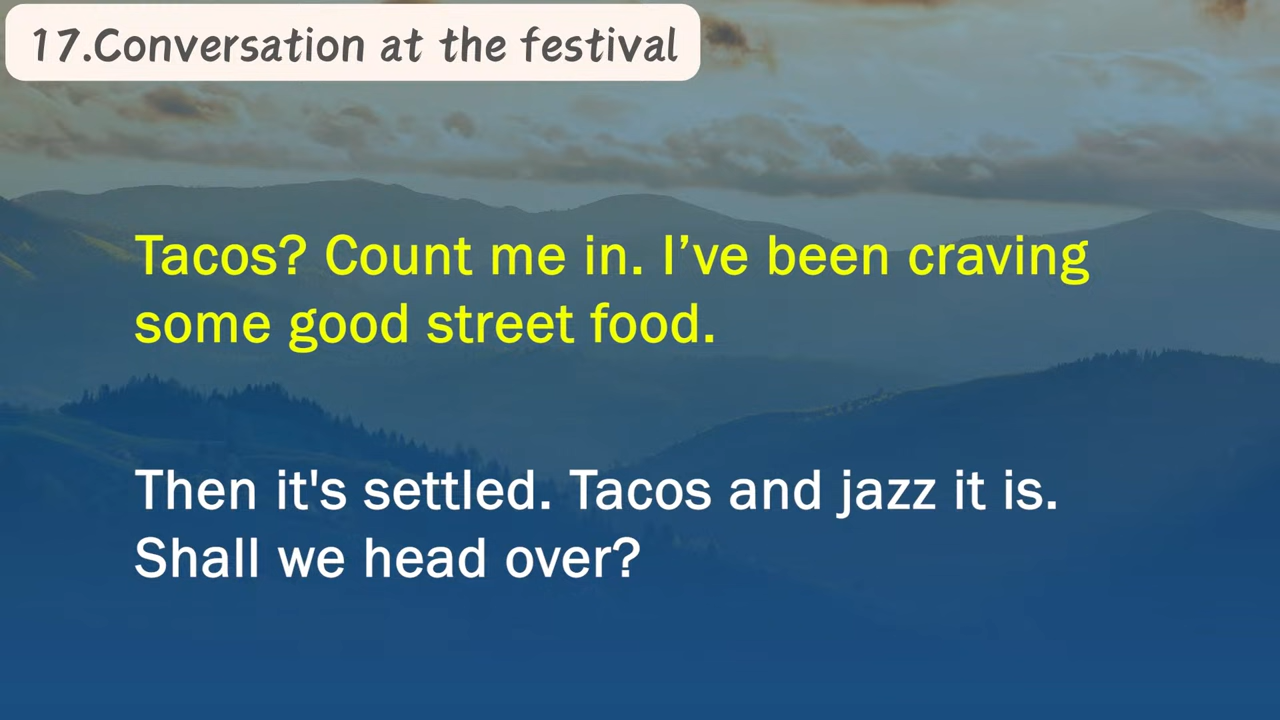 17.Conversation at the festival
Tacos? Count me in. I’ve been craving
some good street food.
Then it's settled. Tacos and jazz it is.
Shall we head over?